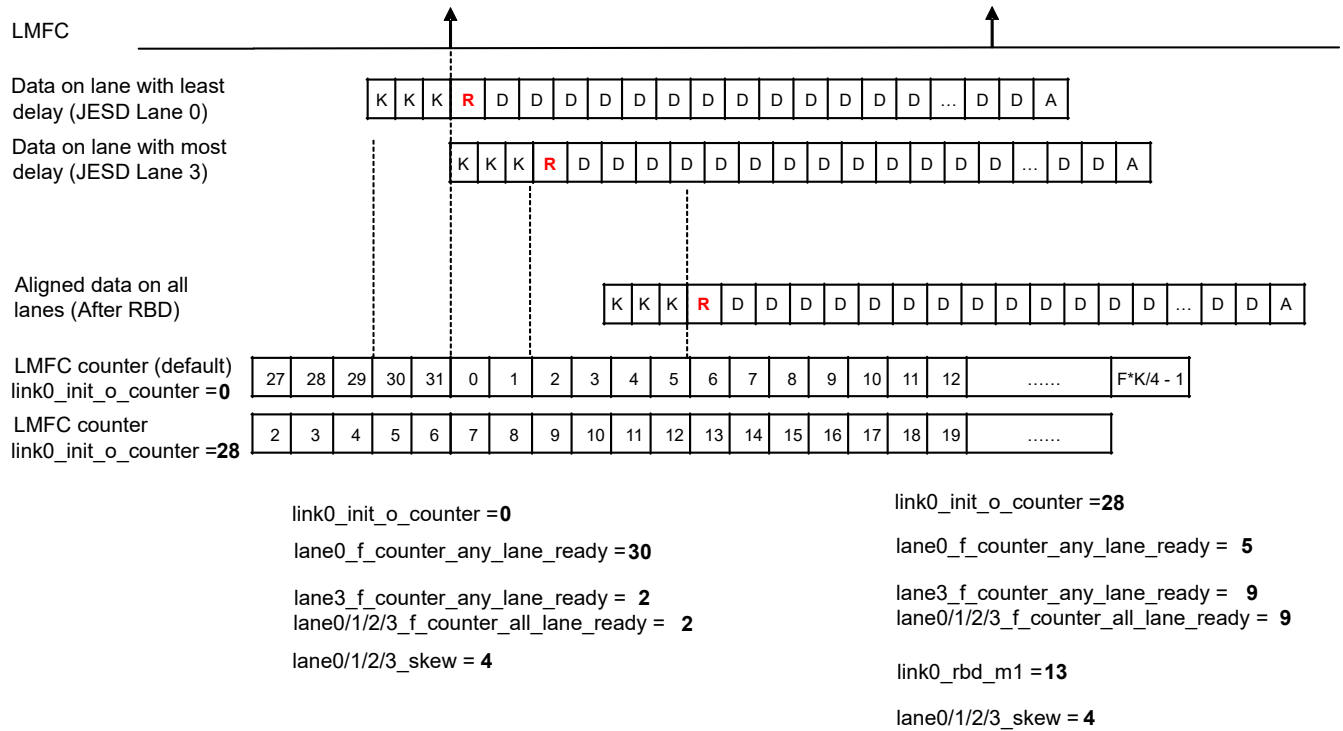 LMFC
Data on lane with least
delay (JESD Lane 0)
K K K R D D D D D D D D D D D ... D D A
Data on lane with most
delay (JESD Lane 3)
K K K R D D D D D D D D D D D ... D D A
Aligned data on all
lanes (After RBD)
K K K R D D D D D D D D D D D ... D D A
LMFC counter (default)
link0_init_o_counter =0
27 28 29 30 31 0 1 2 3 4 5 6 7 8 9 10 11 12 ...... F*K/4 - 1
LMFC counter
link0_init_o_counter =28
2 3 4 5 6 7 8 9 10 11 12 13 14 15 16 17 18 19 ......
link0_init_o_counter =0
lane0_f_counter_any_lane_ready =30
lane3_f_counter_any_lane_ready = 2
lane0/1/2/3_f_counter_all_lane_ready = 2
lane0/1/2/3_skew = 4
link0_init_o_counter =28
lane0_f_counter_any_lane_ready = 5
lane3_f_counter_any_lane_ready = 9
lane0/1/2/3_f_counter_all_lane_ready = 9
link0_rbd_m1 =13
lane0/1/2/3_skew = 4